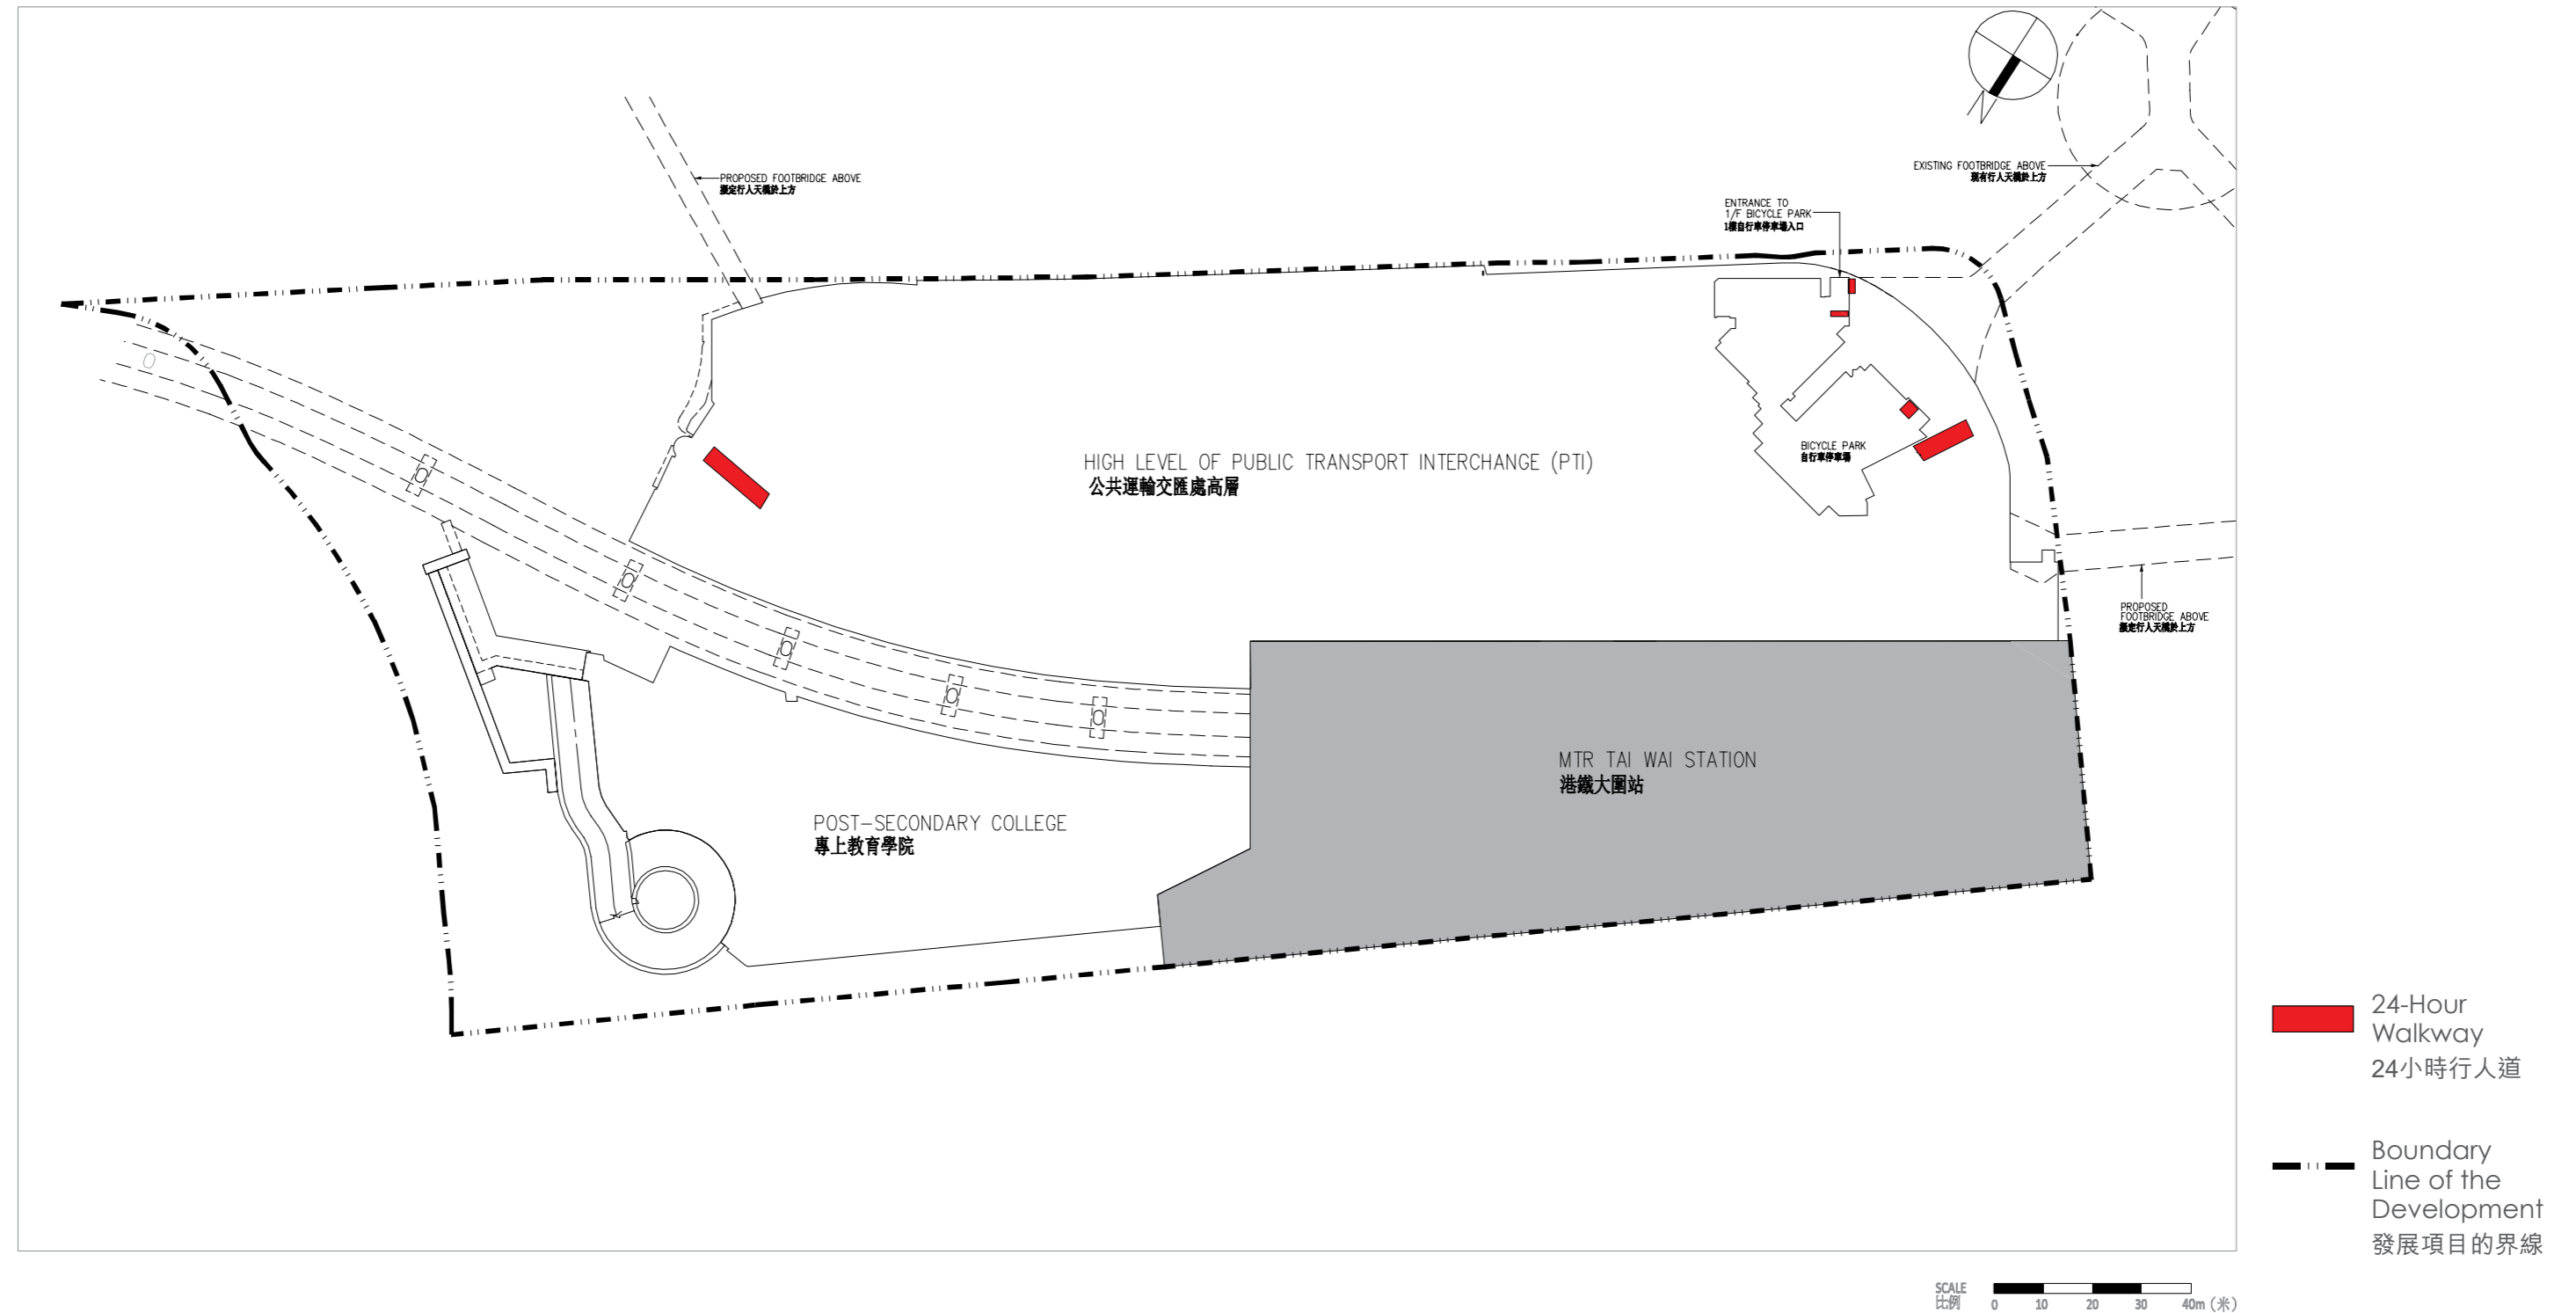 PROPOSED FOOTBRIDGE ABOVE
擬定行人天橋於上方
EXISTING FOOTBRIDGE ABOVE
現有行人天橋於上方
ENTRANCE TO
1/F BICYCLE PARK
1樓自行車停車場入口
HIGH LEVEL OF PUBLIC TRANSPORT INTERCHANGE (PTI)
公共運輸交匯處高層
BICYCLE PARK
自行車停車場
PROPOSED
FOOTBRIDGE ABOVE
擬定行人天橋於上方
MTR TAI WAI STATION
港鐵大圍站
POST-SECONDARY COLLEGE
專上教育學院
24-Hour
Walkway
24小時行人道
Boundary
Line of the
Development
發展項目的界線
SCALE
比例
0 10 20 30 40m (米)
N